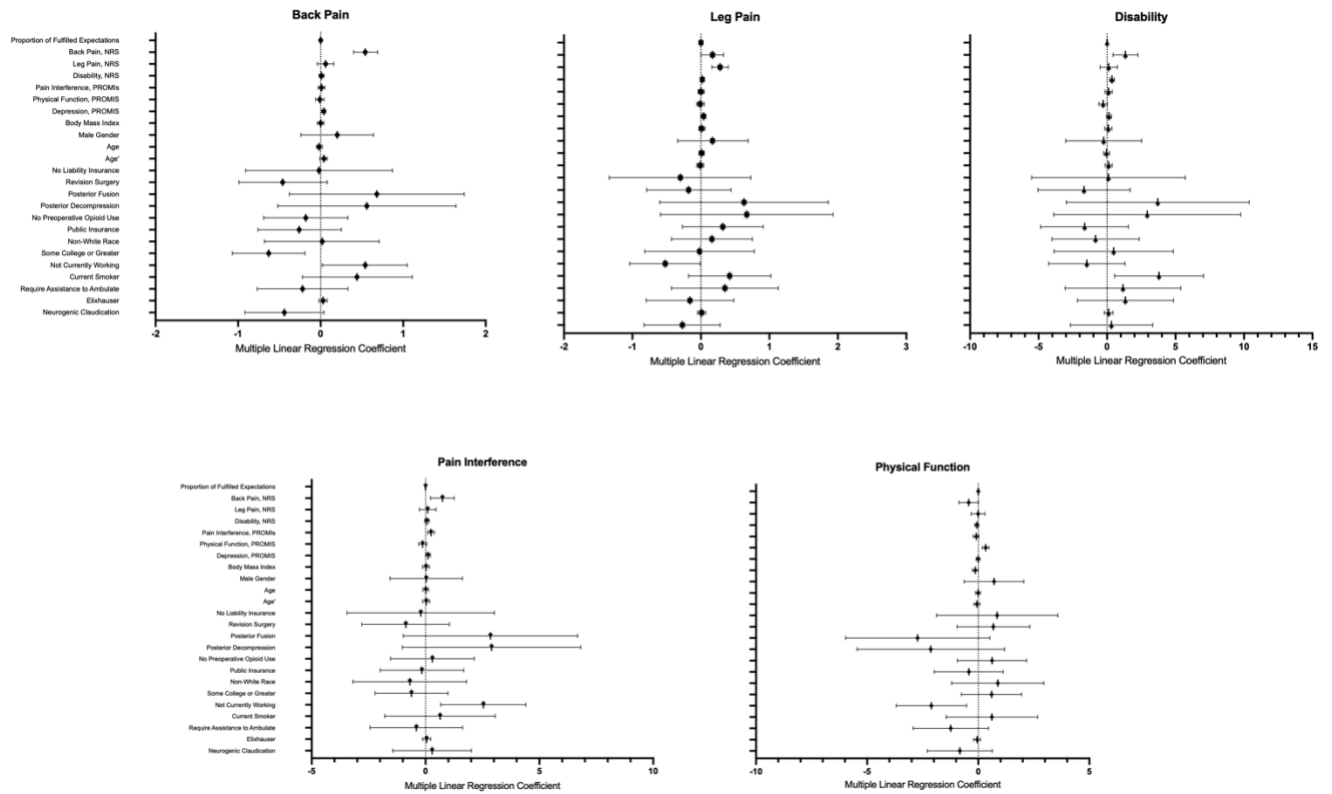 Back Pain
Proportion of Fulfilled Expectations
Back Pain, NRS
Leg Pain, NRS
Disability, NRS
Pain Interference, PROMIs
Physical Function, PROMIS
Depression, PROMIS
Body Mass Index
Male Gender
Age
Age'
No Liability Insurance
Revision Surgery
Posterior Fusion
Posterior Decompression
No Preoperative Opioid Use
Public Insurance
Non-White Race
Some College or Greater
Not Currently Working
Current Smoker
Require Assistance to Ambulate
Elixhauser
Neurogenic Claudication
-2 -1 0 1 2
Multiple Linear Regression Coefficient
Leg Pain
-2 -1 0 1 2 3
Multiple Linear Regression Coefficient
Disability
-10 -5 0 5 10 15
Multiple Linear Regression Coefficient
Pain Interference
Proportion of Fulfilled Expectations
Back Pain, NRS
Leg Pain, NRS
Disability, NRS
Pain Interference, PROMIs
Physical Function, PROMIS
Depression, PROMIS
Body Mass Index
Male Gender
Age
Age'
No Liability Insurance
Revision Surgery
Posterior Fusion
Posterior Decompression
No Preoperative Opioid Use
Public Insurance
Non-White Race
Some College or Greater
Not Currently Working
Current Smoker
Require Assistance to Ambulate
Elixhauser
Neurogenic Claudication
-5 0 5 10
Multiple Linear Regression Coefficient
Physical Function
-10 -5 0 5
Multiple Linear Regression Coefficient